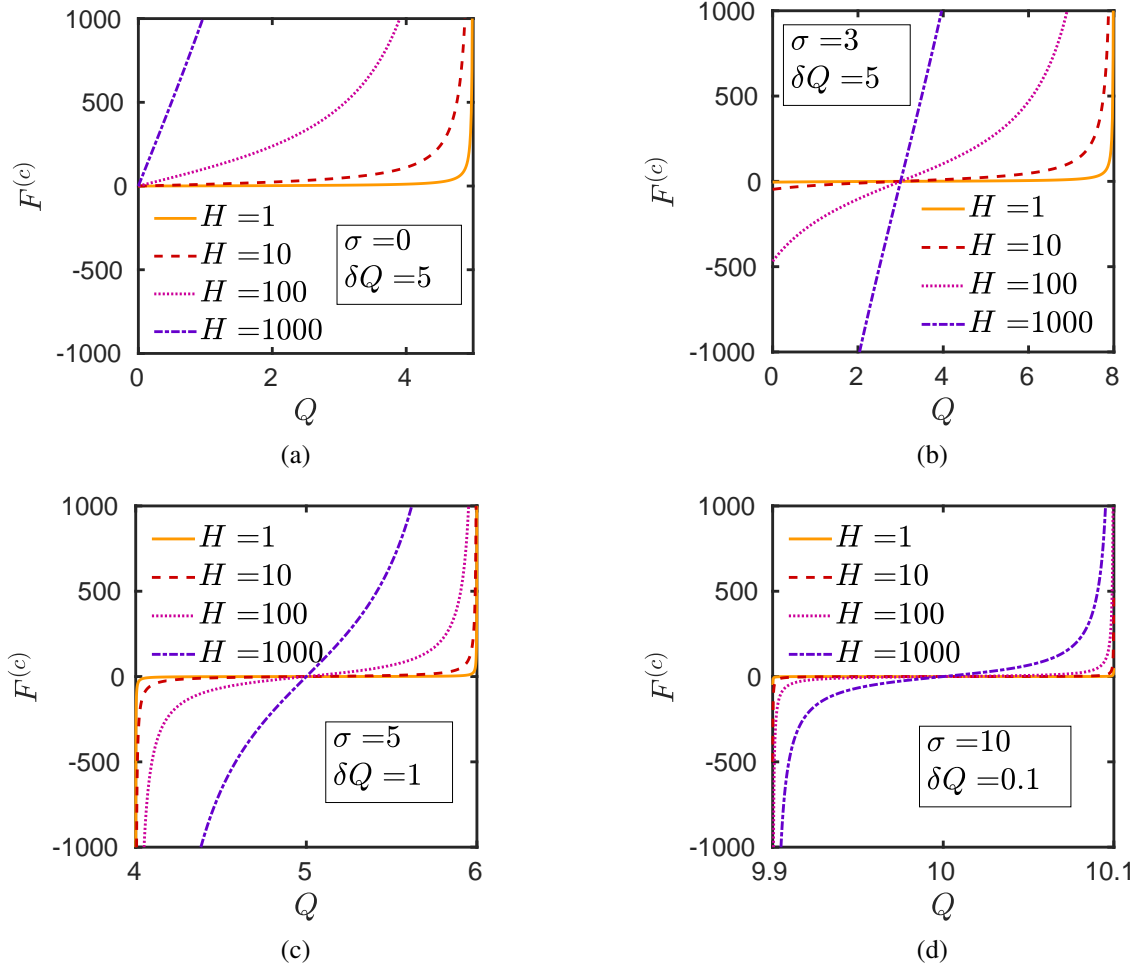 1000
500
0
-500
-1000
F^{(c)}
H =1
H =10
H =100
H =1000
σ =0
δQ =5
0 2 4
Q
(a)
1000
500
0
-500
-1000
F^{(c)}
σ =3
δQ =5
H =1
H =10
H =100
H =1000
0 2 4 6 8
Q
(b)
1000
500
0
-500
-1000
F^{(c)}
H =1
H =10
H =100
H =1000
σ =5
δQ =1
4 5 6
Q
(c)
1000
500
0
-500
-1000
F^{(c)}
H =1
H =10
H =100
H =1000
σ =10
δQ =0.1
9.9 10 10.1
Q
(d)